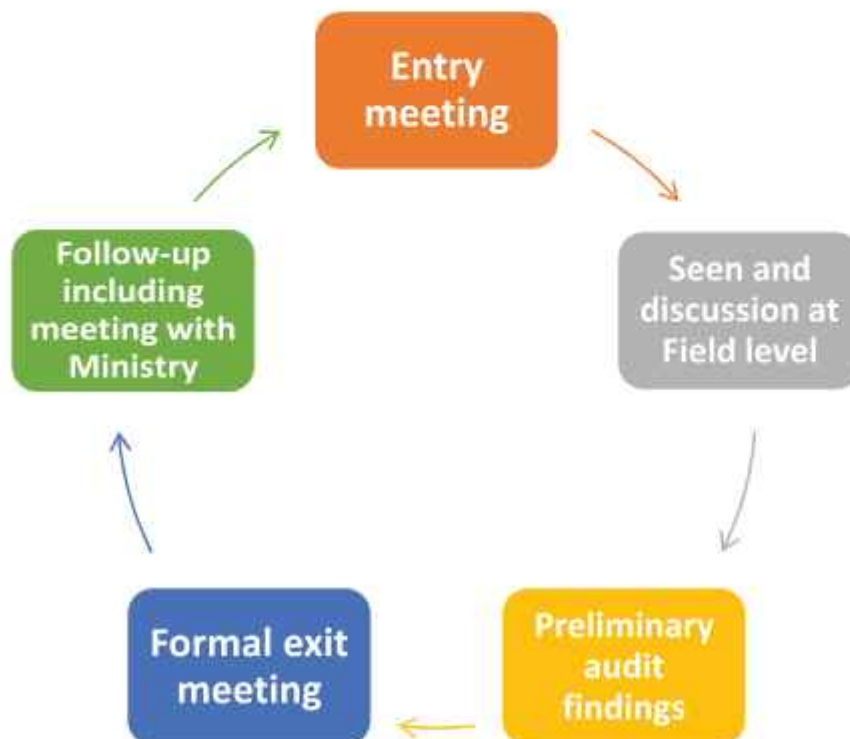 Entry
meeting
Seen and
discussion at
Field level
Preliminary
audit
findings
Formal exit
meeting
Follow-up
including
meeting with
Ministry